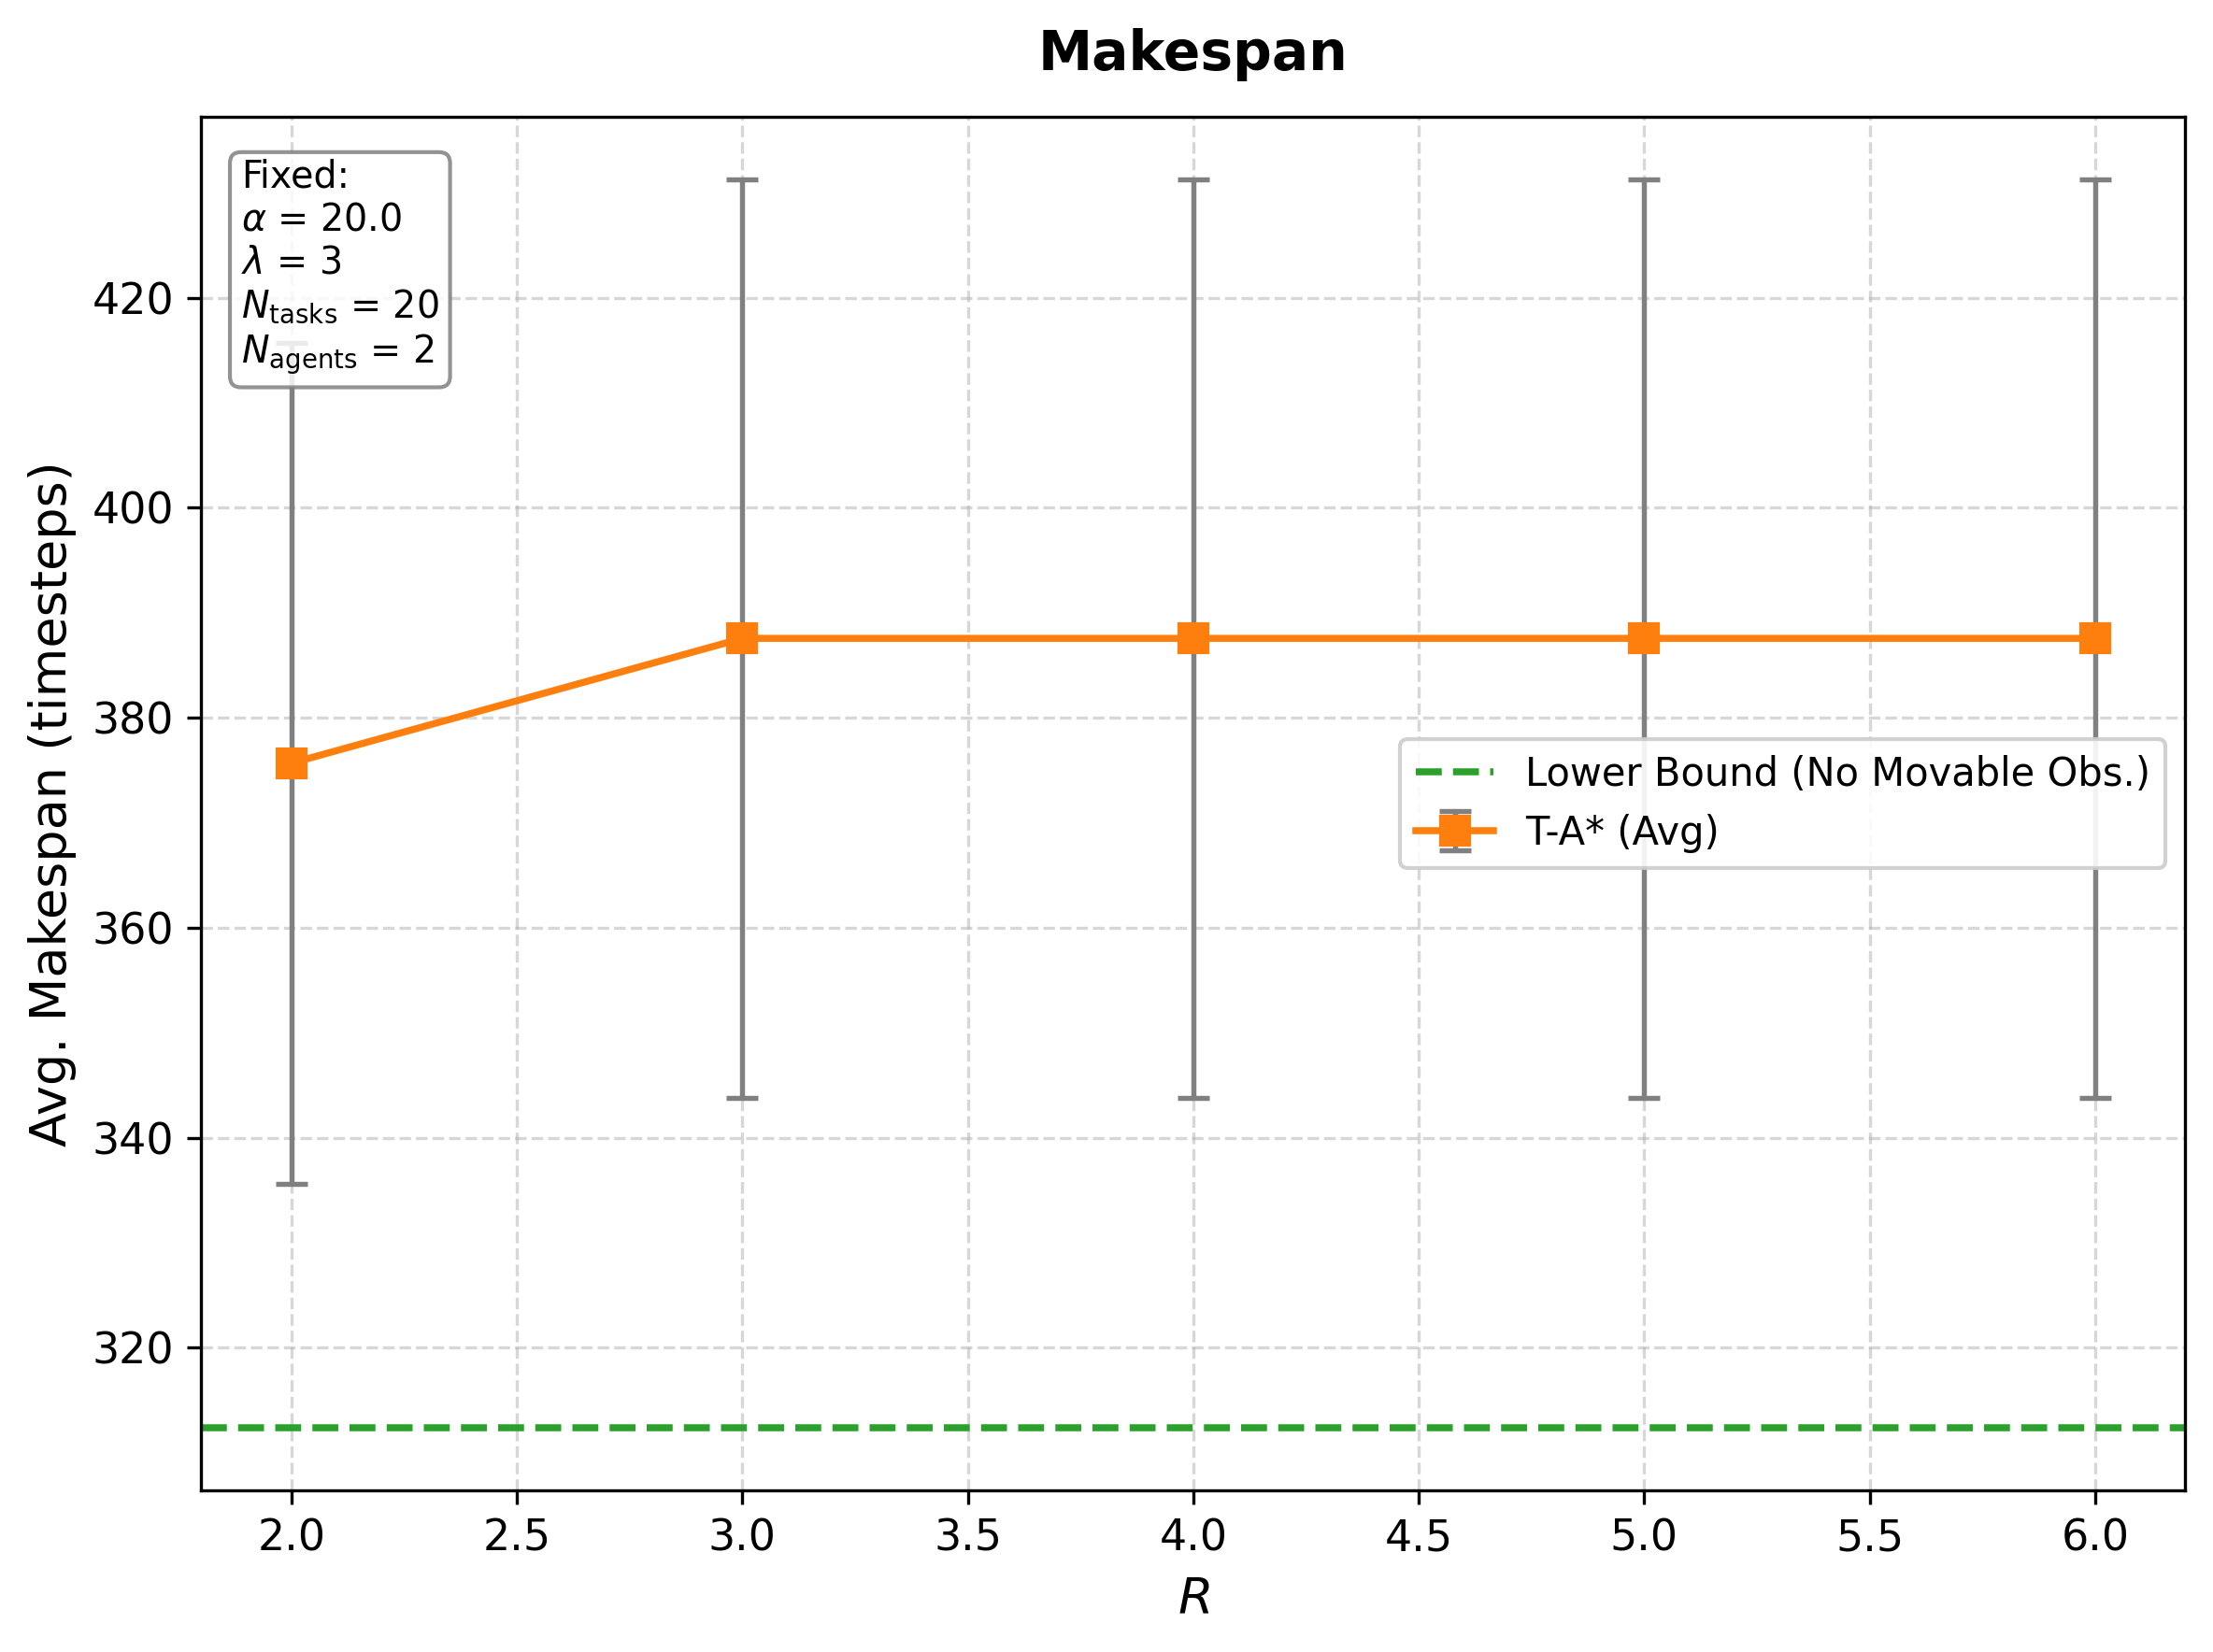 Makespan
Fixed:
α = 20.0
λ = 3
N_tasks = 20
N_agents = 2
420
400
380
360
340
320
Avg. Makespan (timesteps)
Lower Bound (No Movable Obs.)
T-A* (Avg)
2.0 2.5 3.0 3.5 4.0 4.5 5.0 5.5 6.0
R